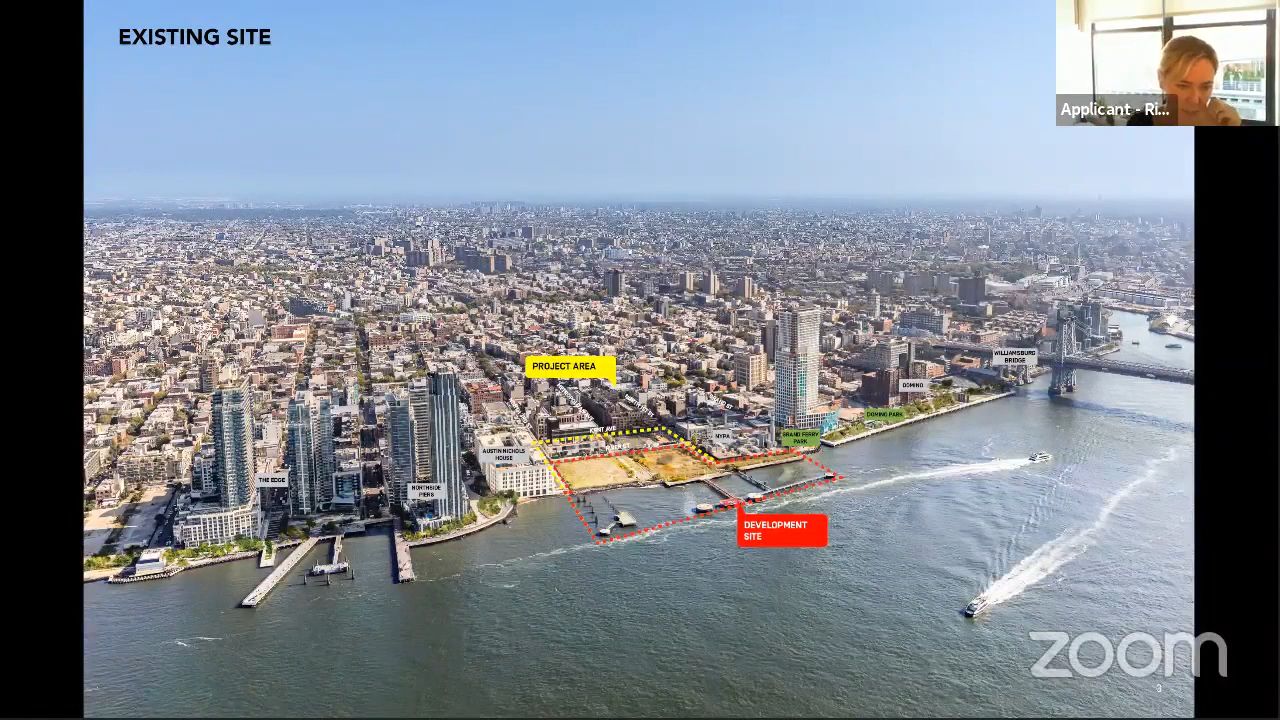 EXISTING SITE
Applicant - Ri...
PROJECT AREA
WILLIAMSBURG
BRIDGE
DOMINO
DOMINO PARK
GRAND FERRY
PARK
NYPA
KENT AVE
AUSTIN NICHOLS
HOUSE
THE EDGE
NORTHSIDE
PIERS
DEVELOPMENT
SITE
zoom
3